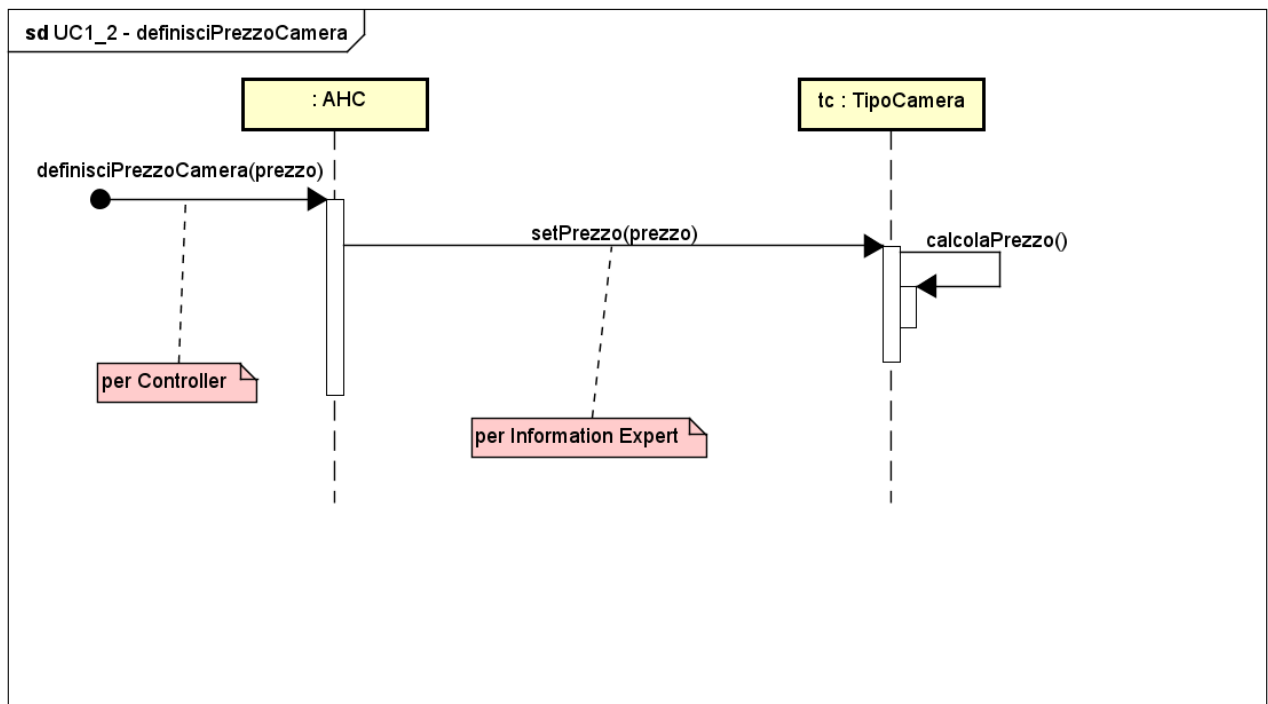 sd UC1_2 - definisciPrezzoCamera
: AHC
tc : TipoCamera
definisciPrezzoCamera(prezzo)
setPrezzo(prezzo)
calcolaPrezzo()
per Controller
per Information Expert